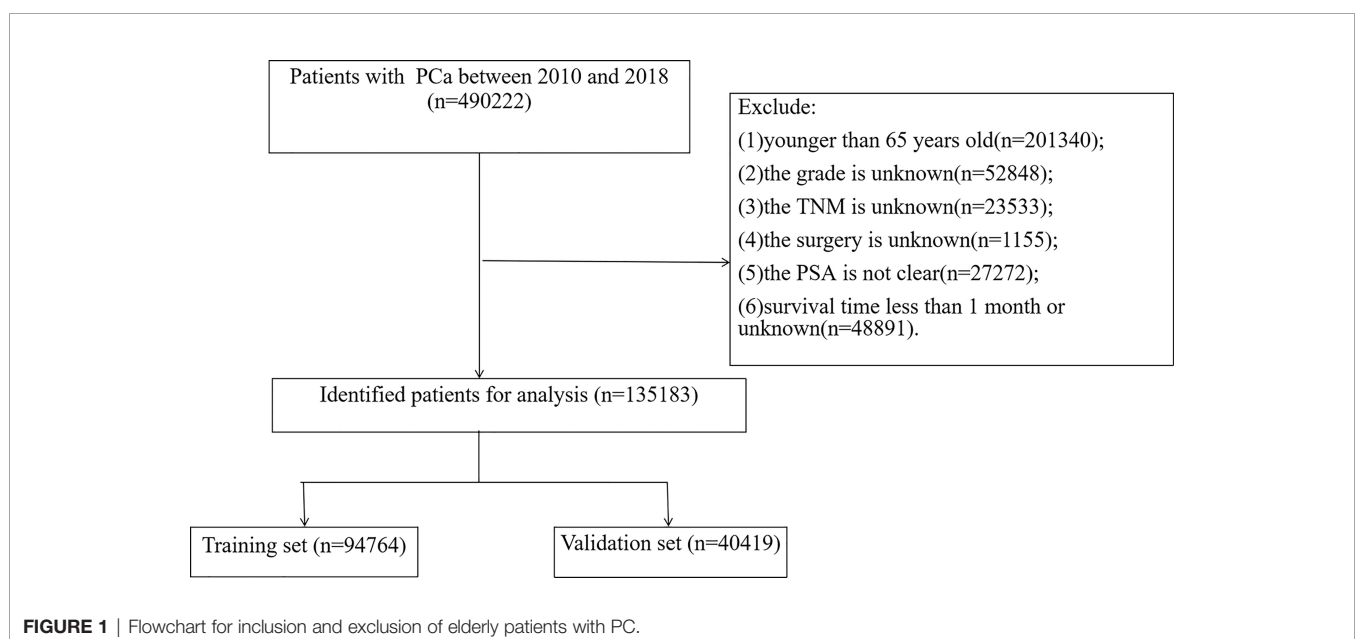 Patients with PCa between 2010 and 2018
(n=490222)
Exclude:
(1)younger than 65 years old(n=201340);
(2)the grade is unknown(n=52848);
(3)the TNM is unknown(n=23533);
(4)the surgery is unknown(n=1155);
(5)the PSA is not clear(n=27272);
(6)survival time less than 1 month or
unknown(n=48891).
Identified patients for analysis (n=135183)
Training set (n=94764)
Validation set (n=40419)
FIGURE 1 | Flowchart for inclusion and exclusion of elderly patients with PC.